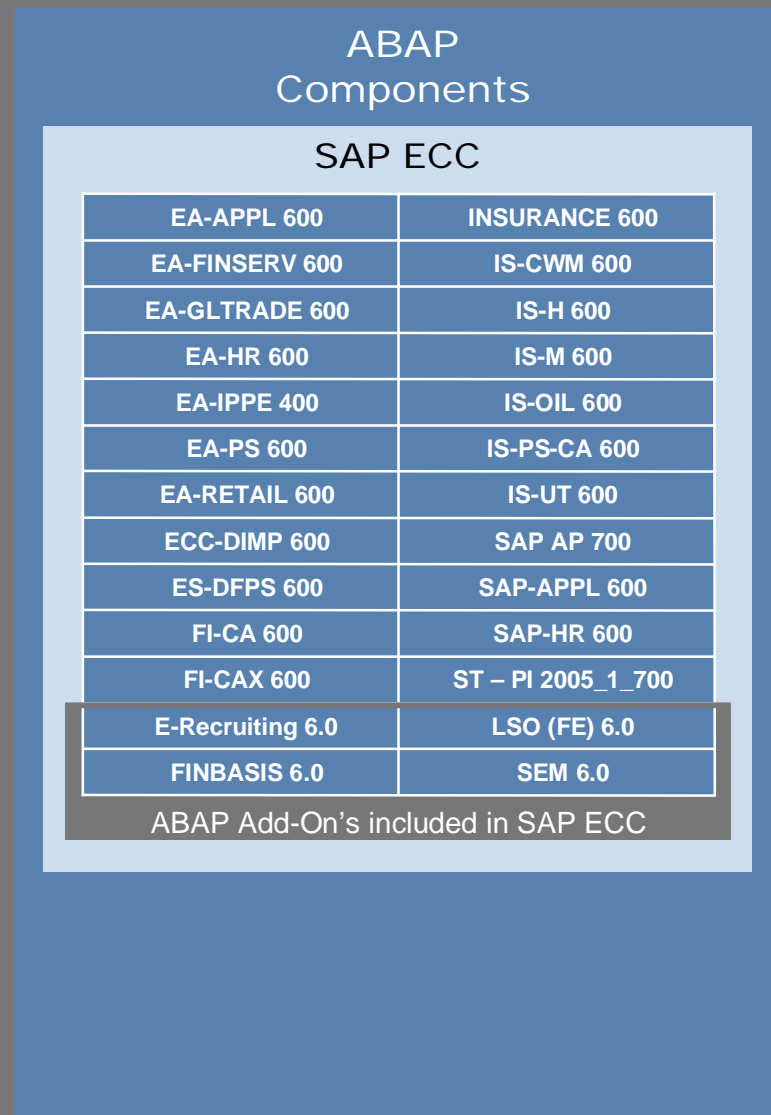 ABAP
Components
SAP ECC
EA-APPL 600 INSURANCE 600
EA-FINSERV 600 IS-CWM 600
EA-GLTRADE 600 IS-H 600
EA-HR 600 IS-M 600
EA-IPPE 400 IS-OIL 600
EA-PS 600 IS-PS-CA 600
EA-RETAIL 600 IS-UT 600
ECC-DIMP 600 SAP AP 700
ES-DFPS 600 SAP-APPL 600
FI-CA 600 SAP-HR 600
FI-CAX 600 ST – PI 2005_1_700
E-Recruiting 6.0 LSO (FE) 6.0
FINBASIS 6.0 SEM 6.0
ABAP Add-On’s included in SAP ECC